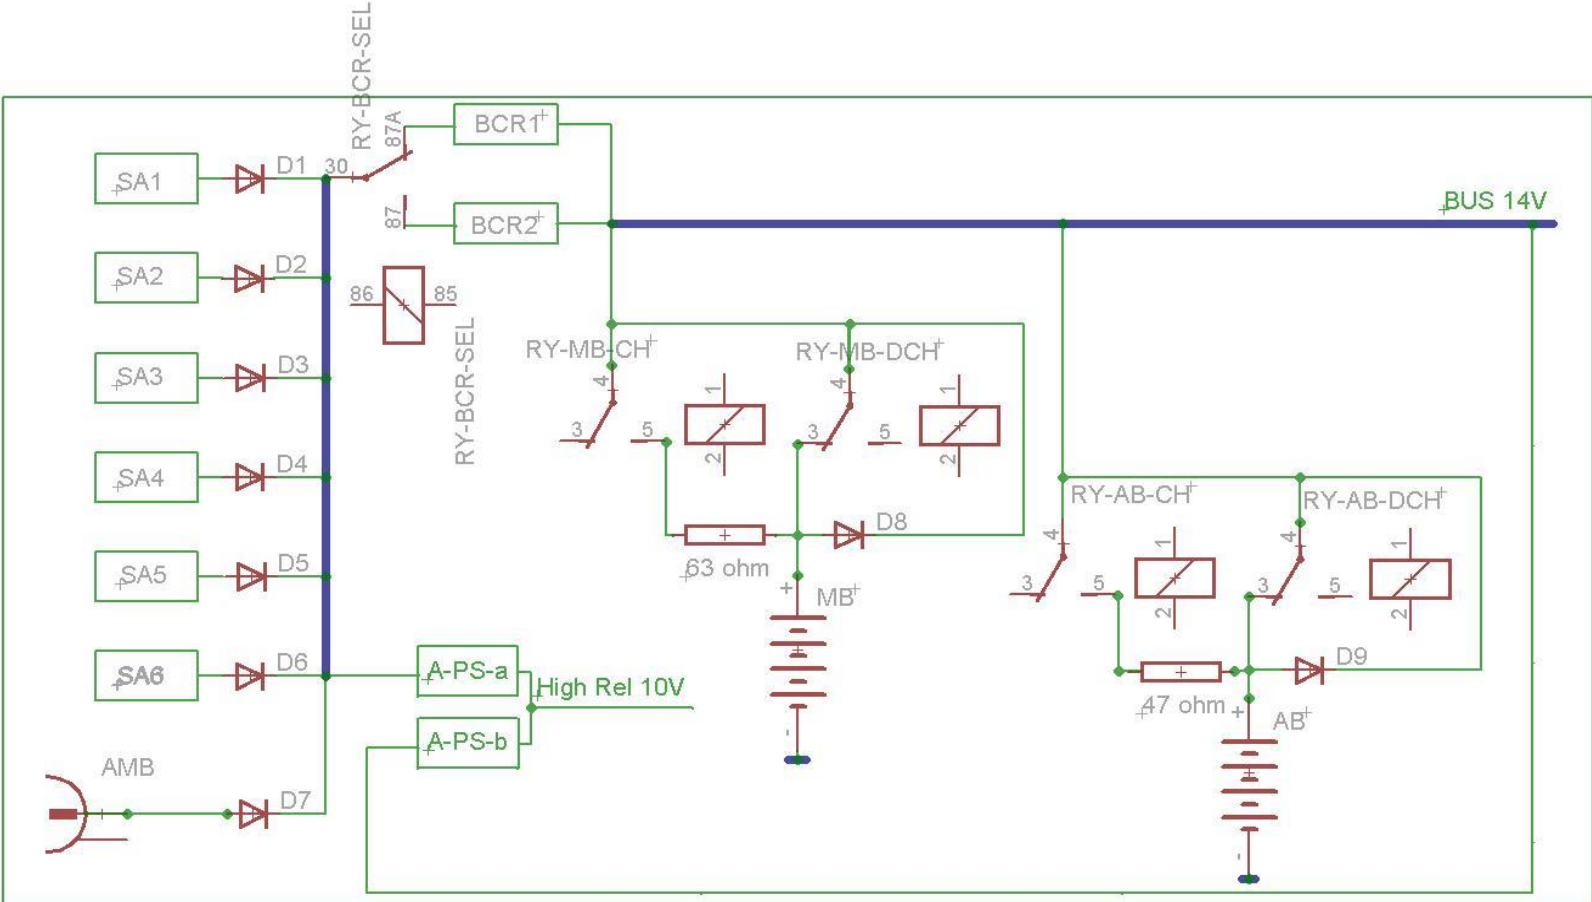 RY-BCR-SEL
87A
BCR1
SA1
D1
30
87
BCR2
BUS 14V
SA2
D2
86
85
RY-BCR-SEL
SA3
D3
RY-MB-CH
4
3
5
1
2
RY-MB-DCH
4
3
5
1
2
SA4
D4
RY-AB-CH
4
3
5
1
2
RY-AB-DCH
4
3
5
1
2
D8
63 ohm
+
MB
-
SA5
D5
SA6
D6
A-PS-a
High Rel 10V
A-PS-b
D9
47 ohm
+
AB
-
AMB
D7